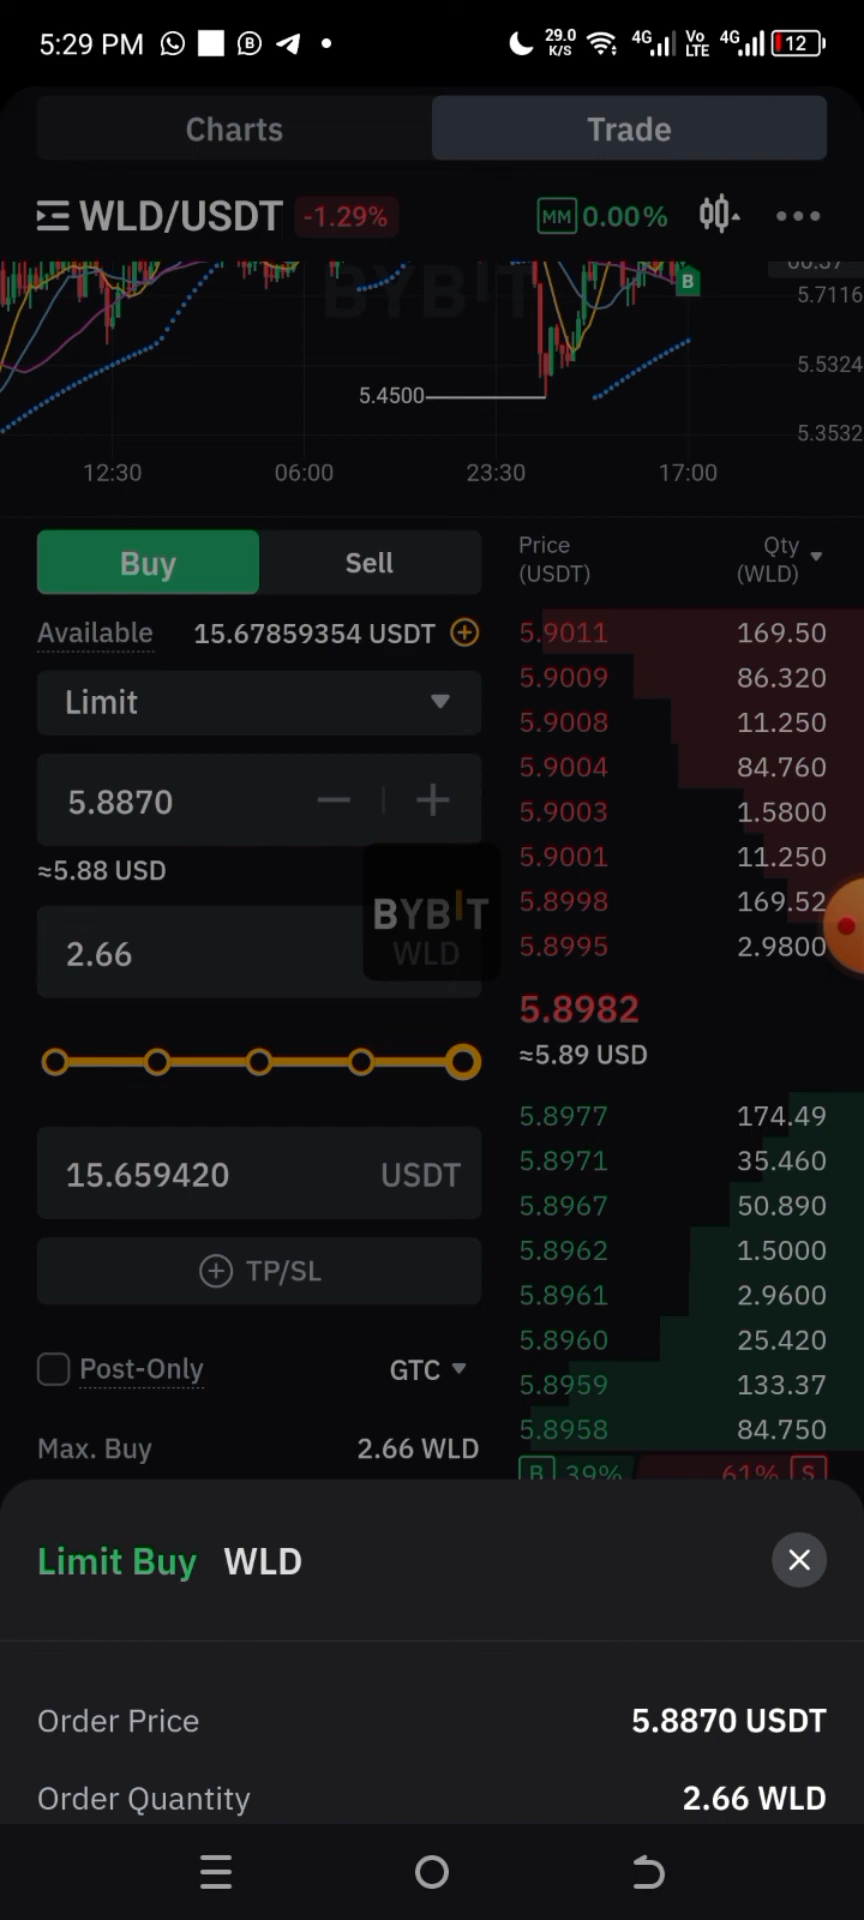 5:29 PM
29.0 K/S
4G
Vo LTE
4G
12
Charts
Trade
WLD/USDT
-1.29%
MM
0.00%
BYBIT
B
5.7116
5.5324
5.4500
5.3532
12:30
06:00
23:30
17:00
Buy
Sell
Price (USDT)
Qty (WLD)
Available
15.67859354 USDT
5.9011 169.50
Limit
5.9009 86.320
5.9008 11.250
5.9004 84.760
5.8870
5.9003 1.5800
≈5.88 USD
5.9001 11.250
BYBIT
5.8998 169.52
2.66
WLD
5.8995 2.9800
5.8982
≈5.89 USD
5.8977 174.49
15.659420 USDT
5.8971 35.460
5.8967 50.890
TP/SL
5.8962 1.5000
5.8961 2.9600
5.8960 25.420
Post-Only
GTC
5.8959 133.37
5.8958 84.750
Max. Buy
2.66 WLD
B 39%
61% S
Limit Buy WLD
Order Price
5.8870 USDT
Order Quantity
2.66 WLD